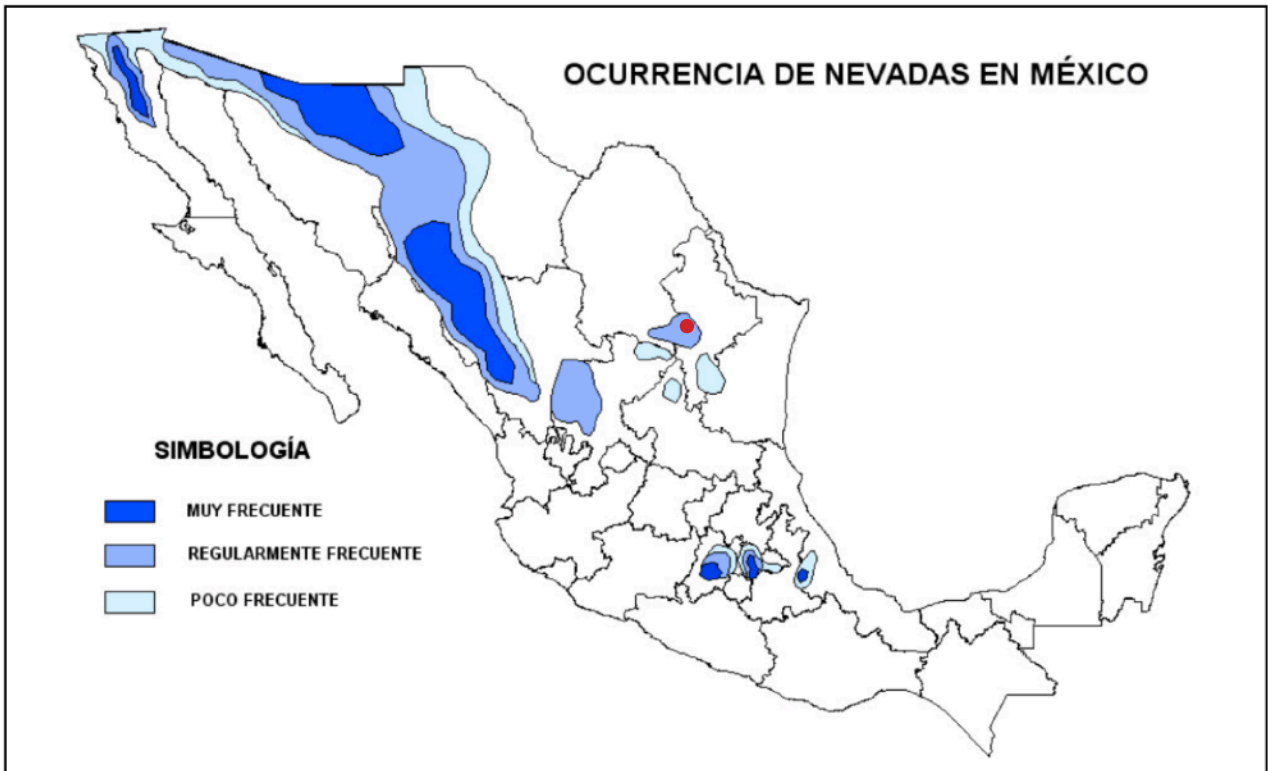 OCURRENCIA DE NEVADAS EN MÉXICO
SIMBOLOGÍA
MUY FRECUENTE
REGULARMENTE FRECUENTE
POCO FRECUENTE